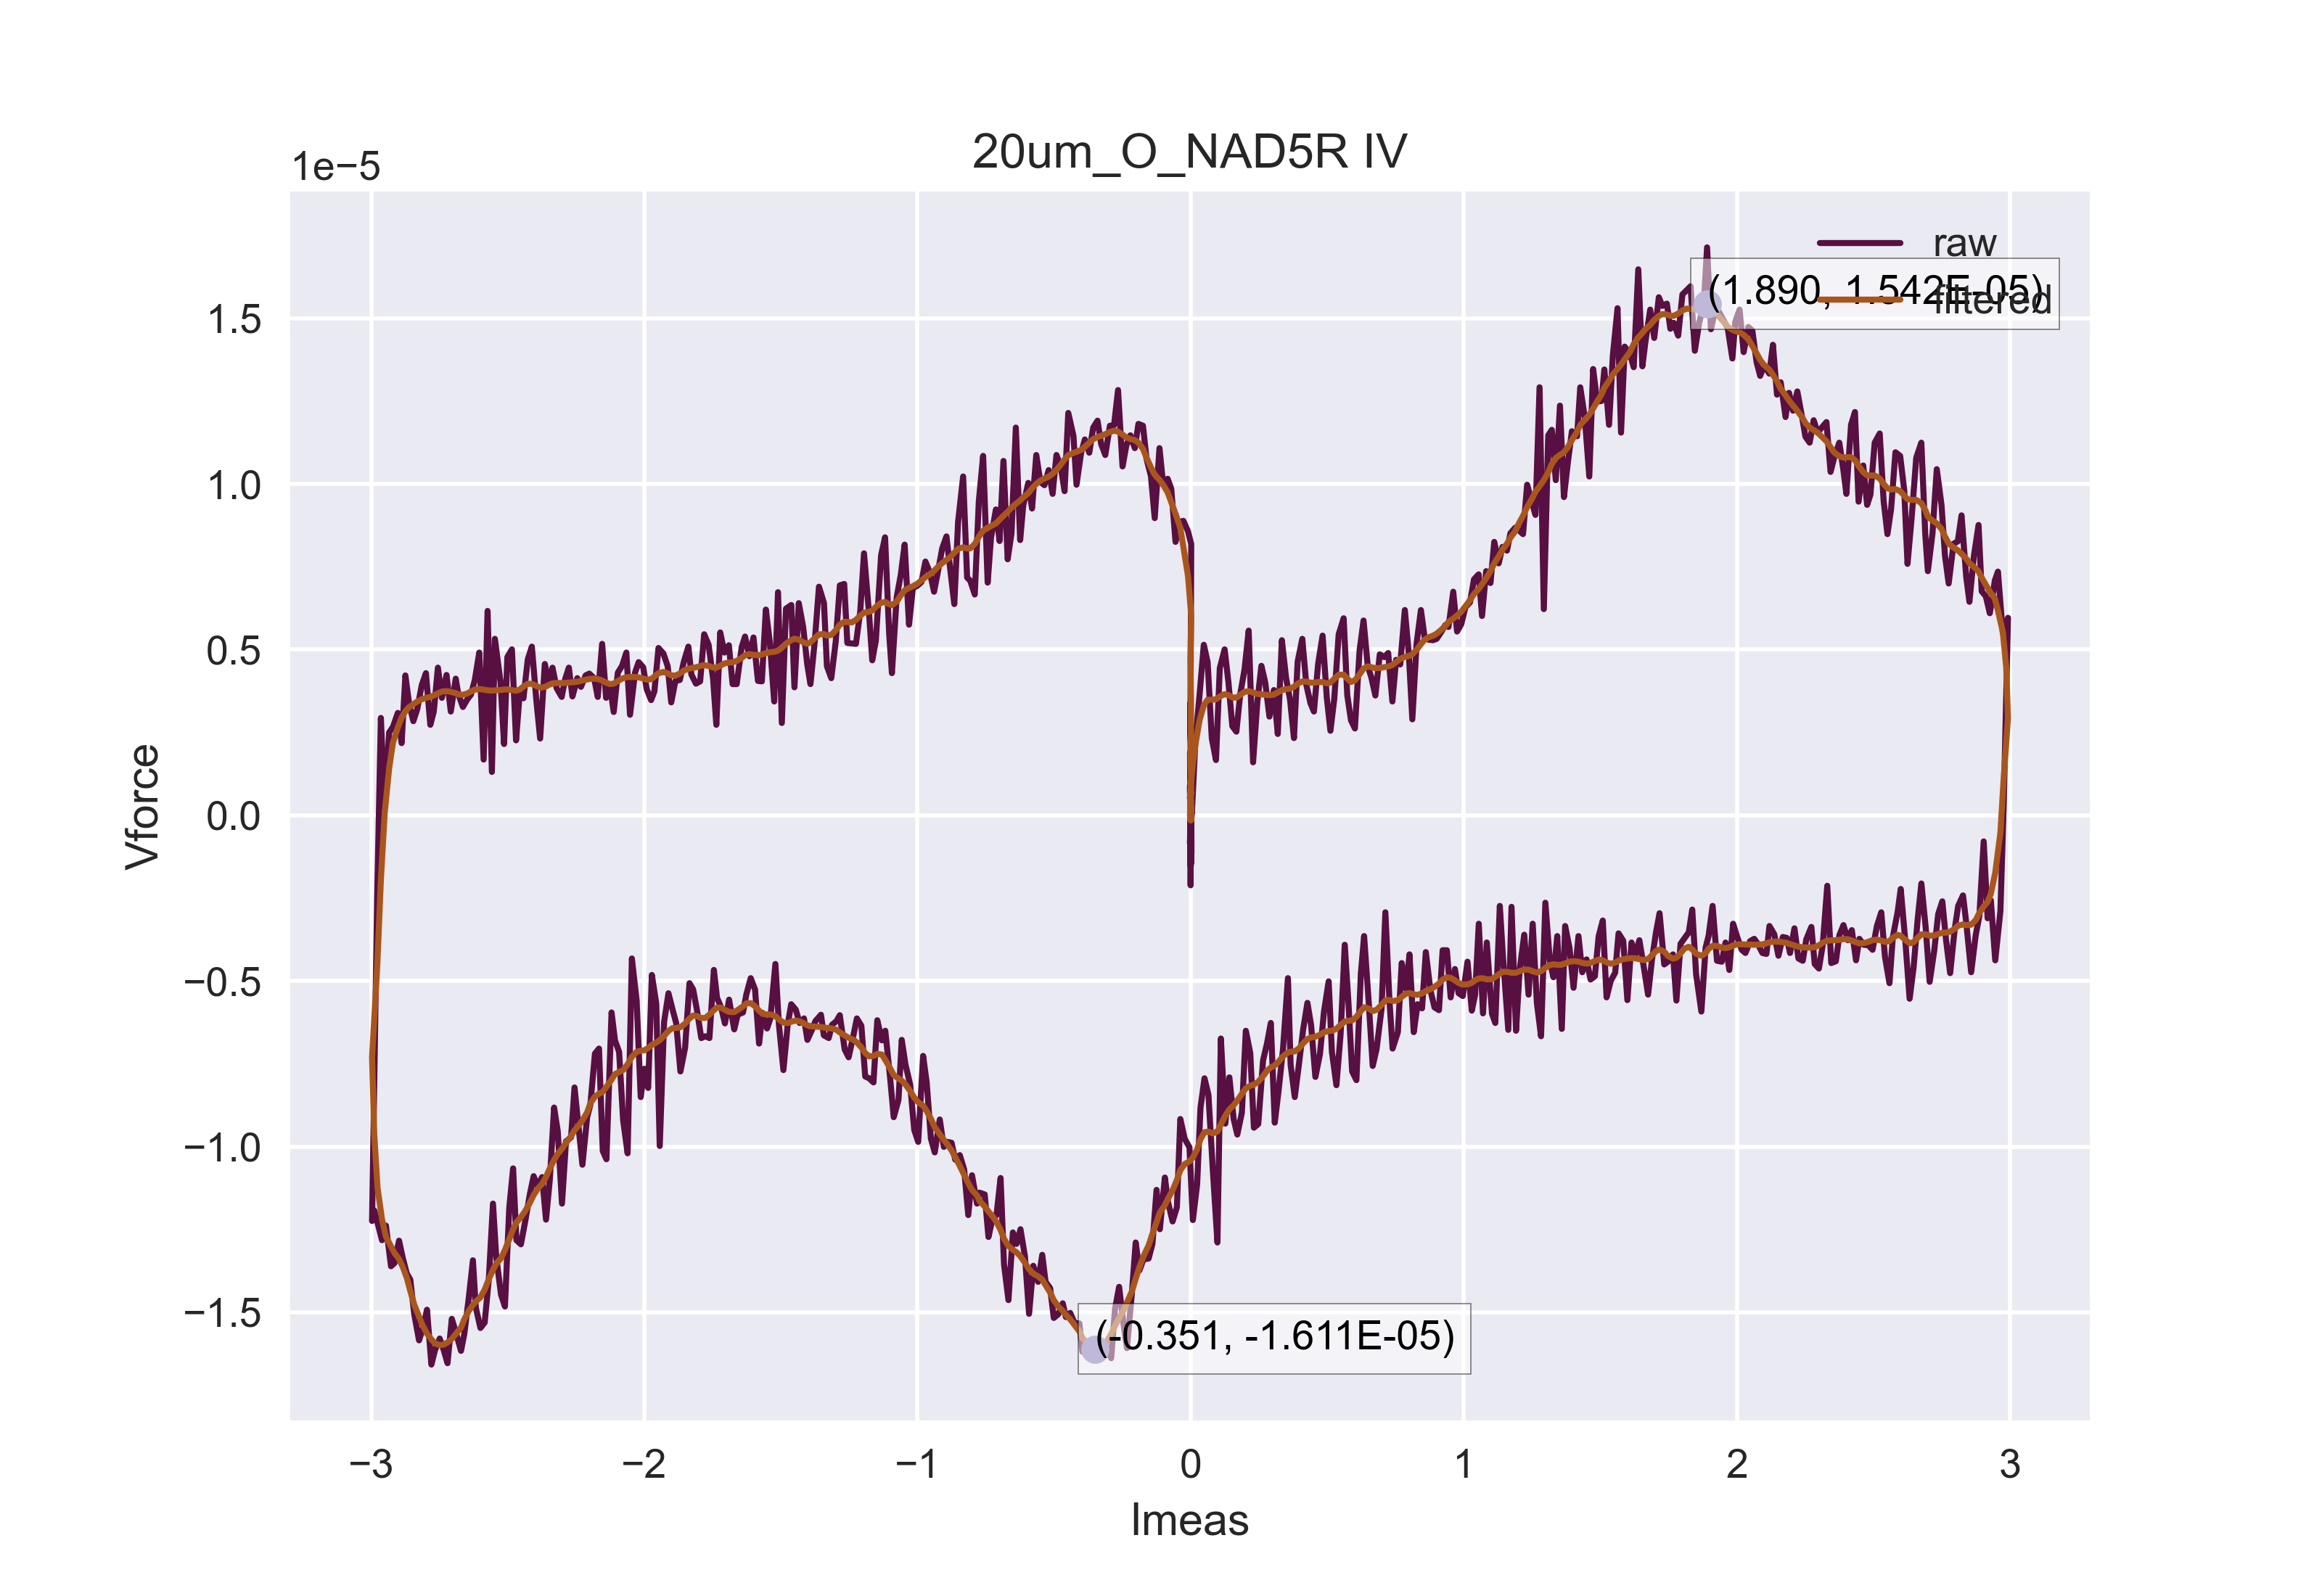 20um_O_NAD5R IV
1e−5
raw
(1.890, 1.542E-05)
filtered
1.5
1.0
0.5
0.0
−0.5
−1.0
−1.5
Vforce
(-0.351, -1.611E-05)
−3 −2 −1 0 1 2 3
Imeas